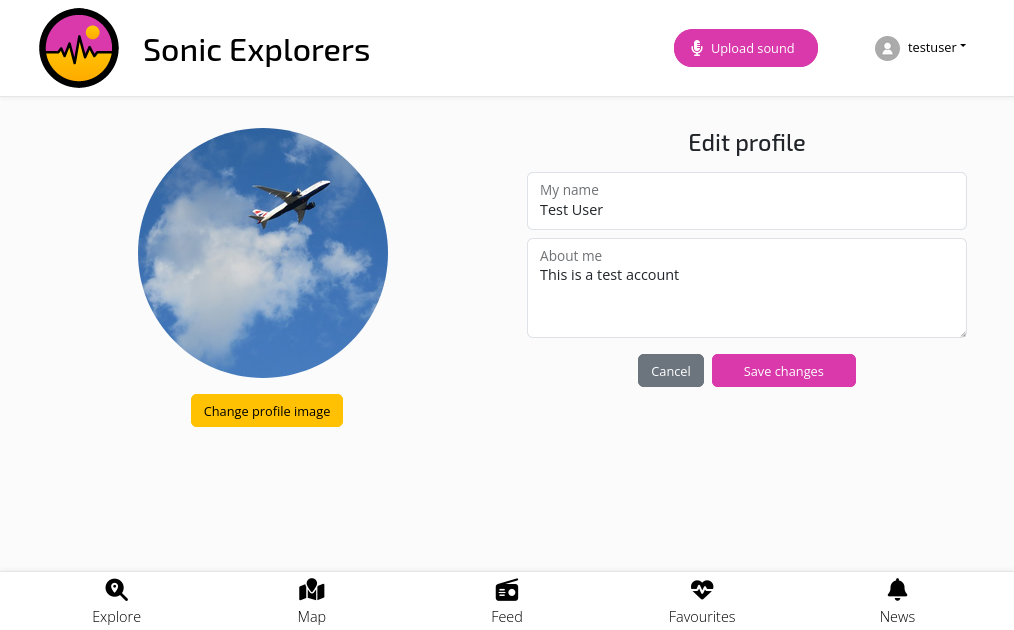 Sonic Explorers
Upload sound
testuser
Edit profile
My name
Test User
About me
This is a test account
Cancel
Save changes
Change profile image
Explore
Map
Feed
Favourites
News